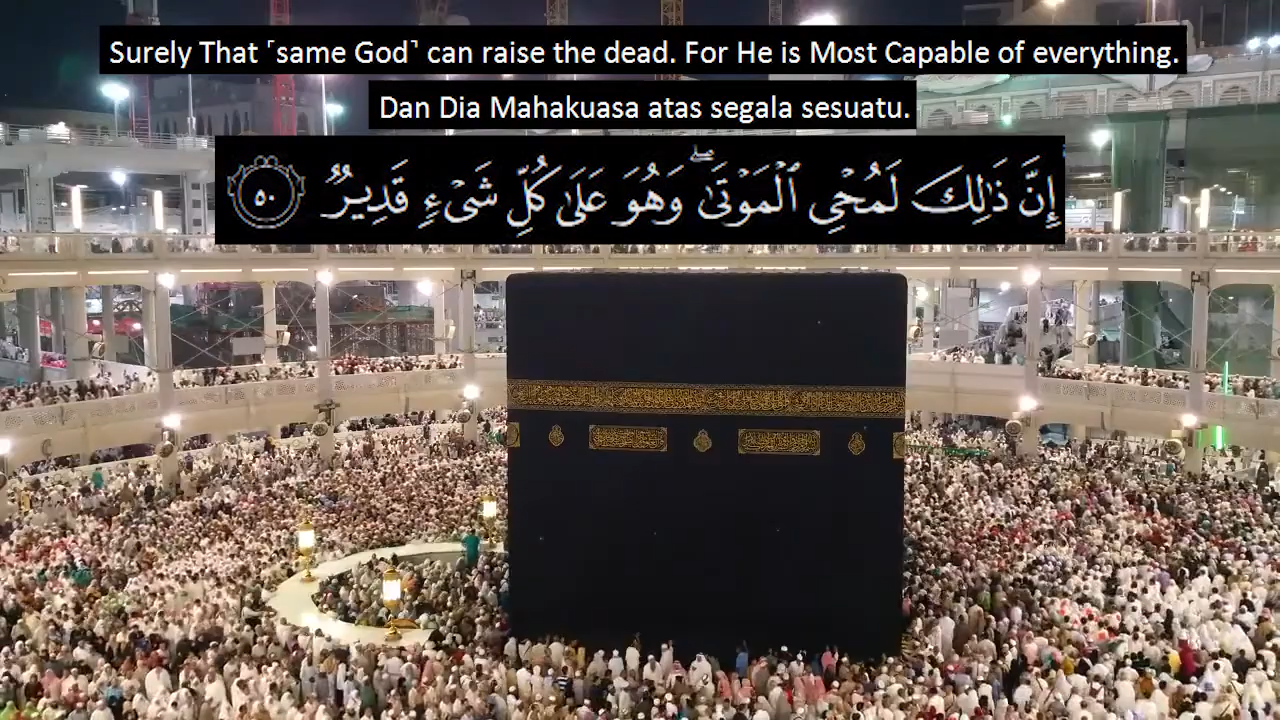 Surely That ˹same God˺ can raise the dead. For He is Most Capable of everything.
Dan Dia Mahakuasa atas segala sesuatu.
إِنَّ ذَٰلِكَ لَمُحْىِ ٱلْمَوْتَىٰ ۖ وَهُوَ عَلَىٰ كُلِّ شَىْءٍ قَدِيرٌ ٥٠